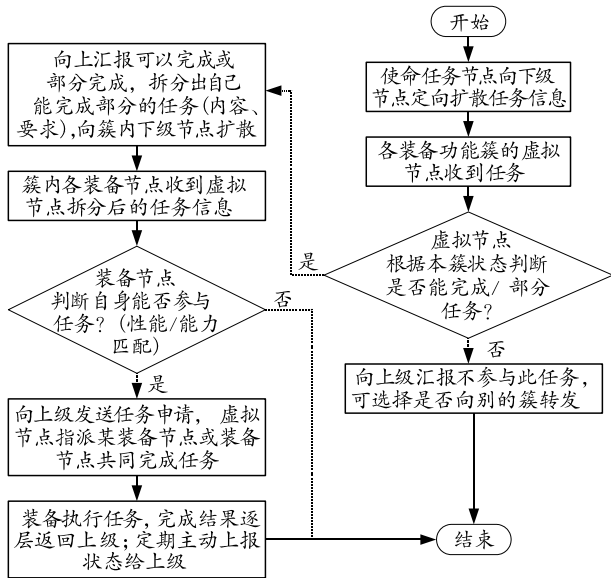 开始
使命任务节点向下级
节点定向扩散任务信息
各装备功能簇的虚拟
节点收到任务
虚拟节点
根据本簇状态判断
是否能完成/ 部分
任务?
是
否
向上级汇报不参与此任务,
可选择是否向别的簇转发
向上汇报可以完成或
部分完成，拆分出自己
能完成部分的任务(内容、
要求),向簇内下级节点扩散
簇内各装备节点收到虚拟
节点拆分后的任务信息
装备节点
判断自身能否参与
任务? (性能/能力
匹配)
否
是
向上级发送任务申请， 虚拟
节点指派某装备节点或装备
节点共同完成任务
装备执行任务, 完成结果逐
层返回上级; 定期主动上报
状态给上级
结束